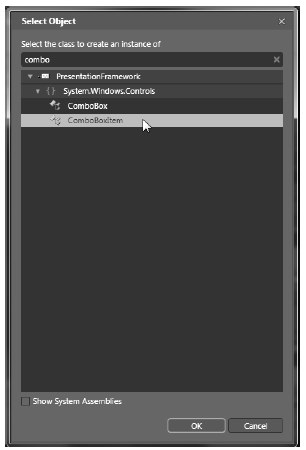 Select Object
Select the class to create an instance of
combo
PresentationFramework
{} System.Windows.Controls
ComboBox
ComboBoxItem
Show System Assemblies
OK Cancel